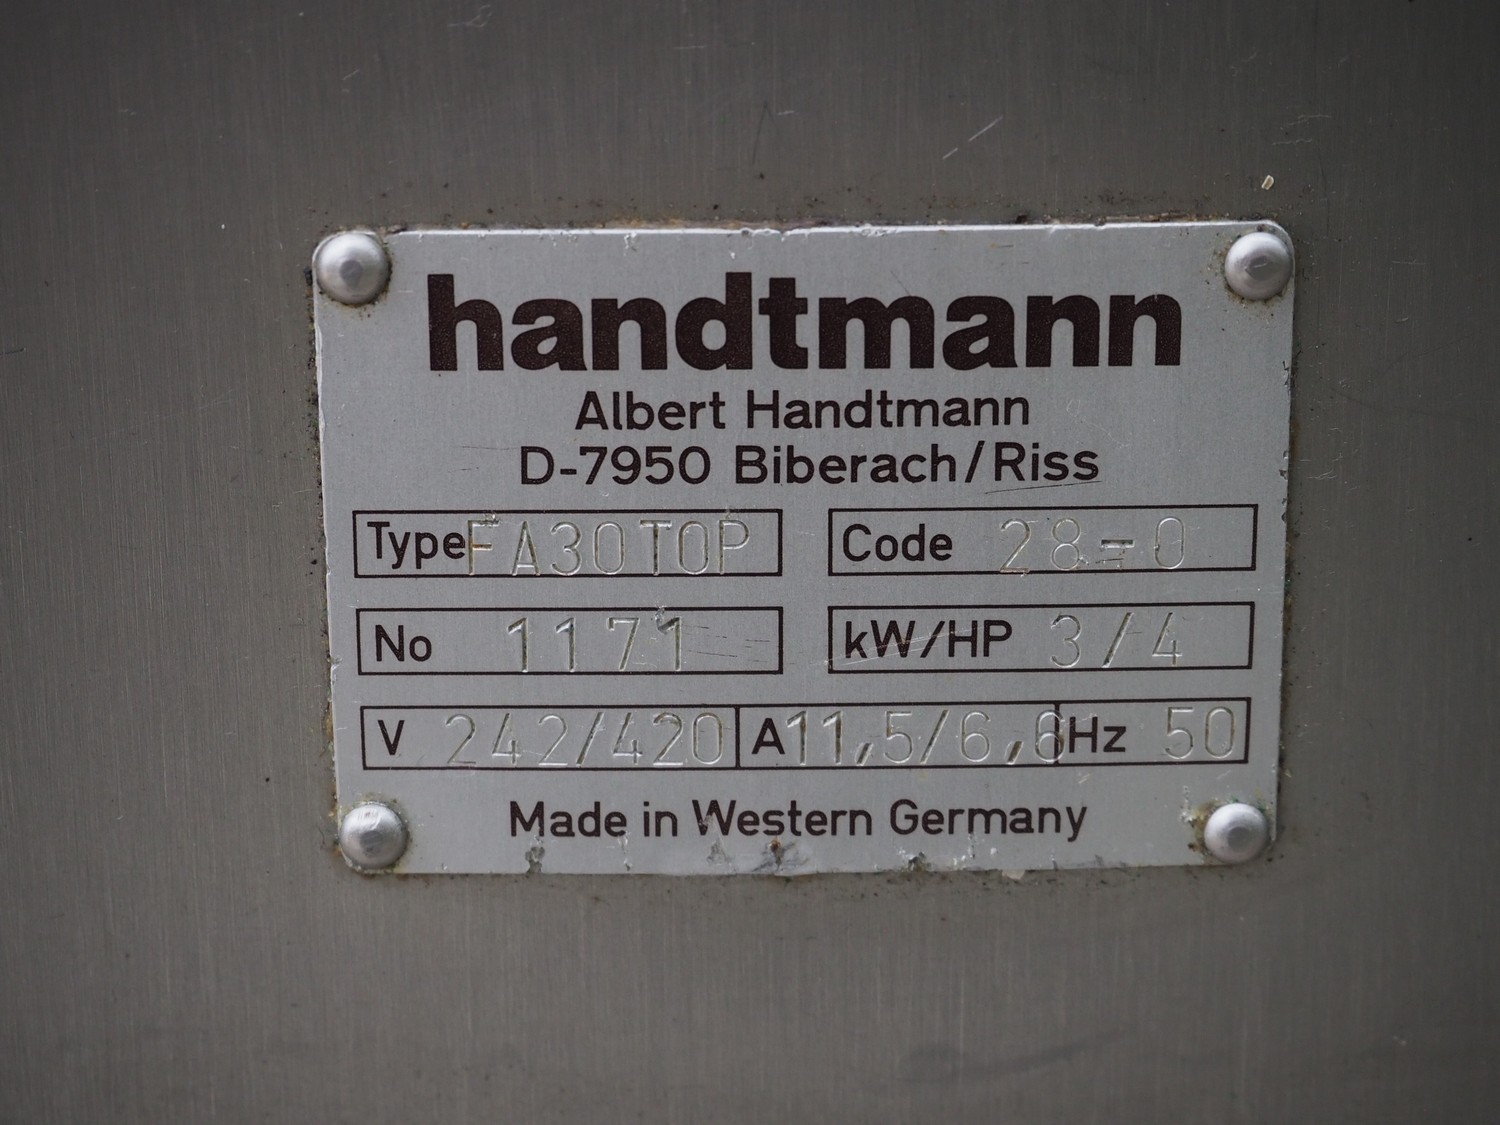 handtmann
Albert Handtmann
D-7950 Biberach/Riss
Type FA30TOP Code 28-0
No 1171 kW/HP 3/4
V 242/420 A 11,5/6,6 Hz 50
Made in Western Germany